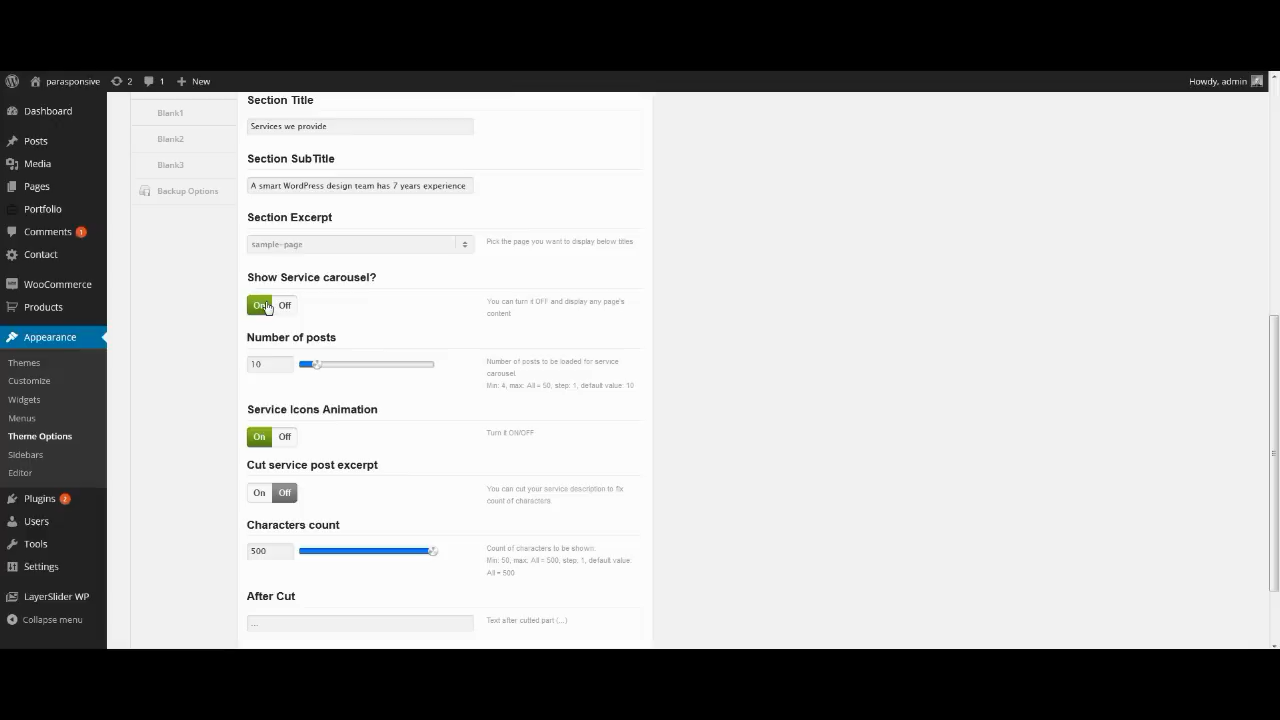 parasponsive 2 1 New Howdy, admin
Dashboard
Posts
Media
Pages
Portfolio
Comments 1
Contact
WooCommerce
Products
Appearance
Themes
Customize
Widgets
Menus
Theme Options
Sidebars
Editor
Plugins 2
Users
Tools
Settings
LayerSlider WP
Collapse menu
Blank1
Blank2
Blank3
Backup Options
Section Title
Services we provide
Section SubTitle
A smart WordPress design team has 7 years experience
Section Excerpt
sample-page
Pick the page you want to display below titles
Show Service carousel?
On Off
You can turn it OFF and display any page's
content
Number of posts
10
Number of posts to be loaded for service
carousel.
Min: 4, max: All = 50, step: 1, default value: 10
Service Icons Animation
On Off
Turn it ON/OFF
Cut service post excerpt
On Off
You can cut your service description to fix
count of characters.
Characters count
500
Count of characters to be shown:
Min: 50, max: All = 500, step: 1, default value:
All = 500
After Cut
...
Text after cutted part (...)